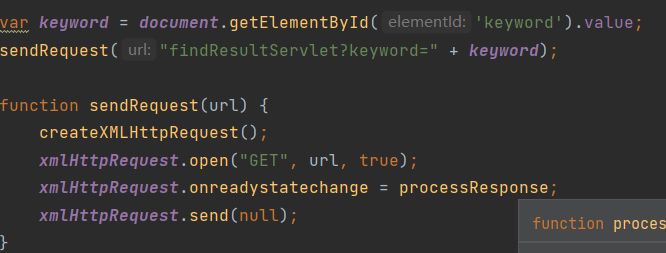 var keyword = document.getElementById( elementId: 'keyword').value;
sendRequest( url: "findResultServlet?keyword=" + keyword);
function sendRequest(url) {
createXMLHttpRequest();
xmlHttpRequest.open("GET", url, true);
xmlHttpRequest.onreadystatechange = processResponse;
xmlHttpRequest.send(null);
function proces
}